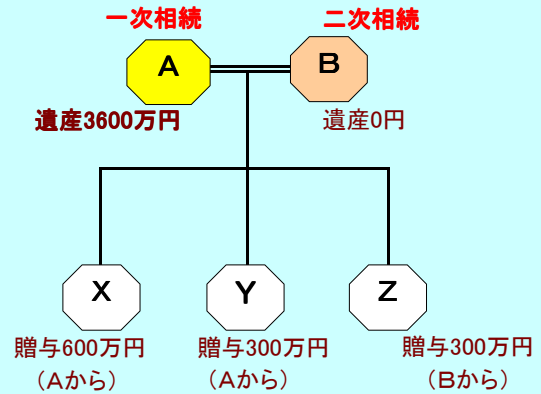 一次相続
二次相続
A
B
遺産3600万円
遺産0円
X
Y
Z
贈与600万円
（Aから）
贈与300万円
（Aから）
贈与300万円
（Bから）